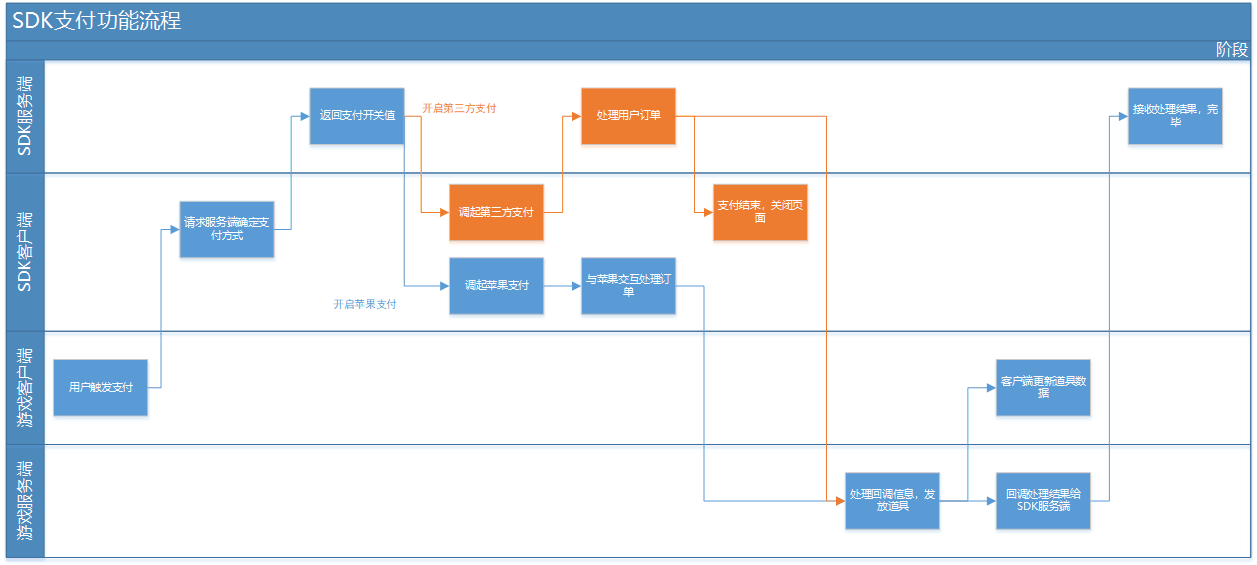 SDK支付功能流程
阶段
SDK服务端
返回支付开关值
开启第三方支付
处理用户订单
接收处理结果，完
毕
SDK客户端
请求服务端确定支
付方式
调起第三方支付
支付结束，关闭页
面
调起苹果支付
与苹果交互处理订
单
开启苹果支付
游戏客户端
用户触发支付
客户端更新道具数
据
游戏服务端
处理回调信息，发
放道具
回调处理结果给
SDK服务端